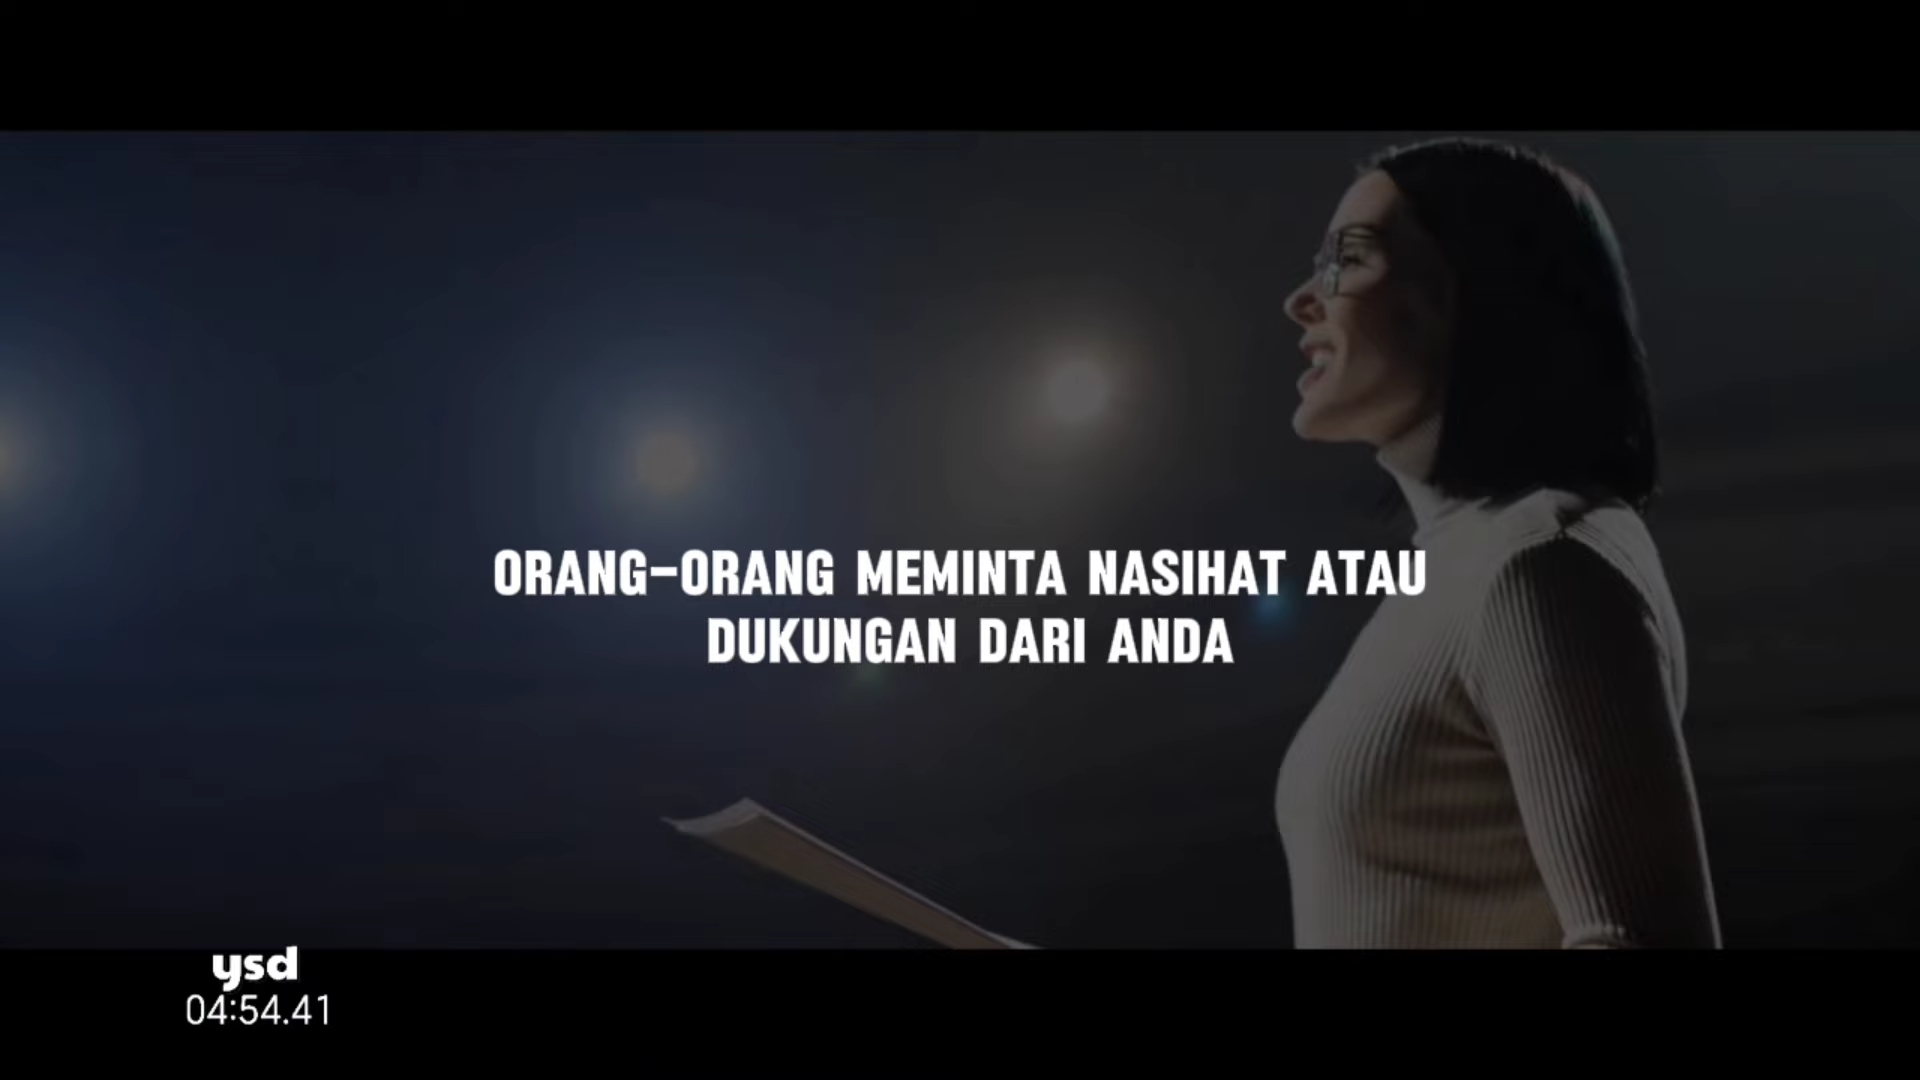 ORANG-ORANG MEMINTA NASIHAT ATAU
DUKUNGAN DARI ANDA
ysd
04:54.41